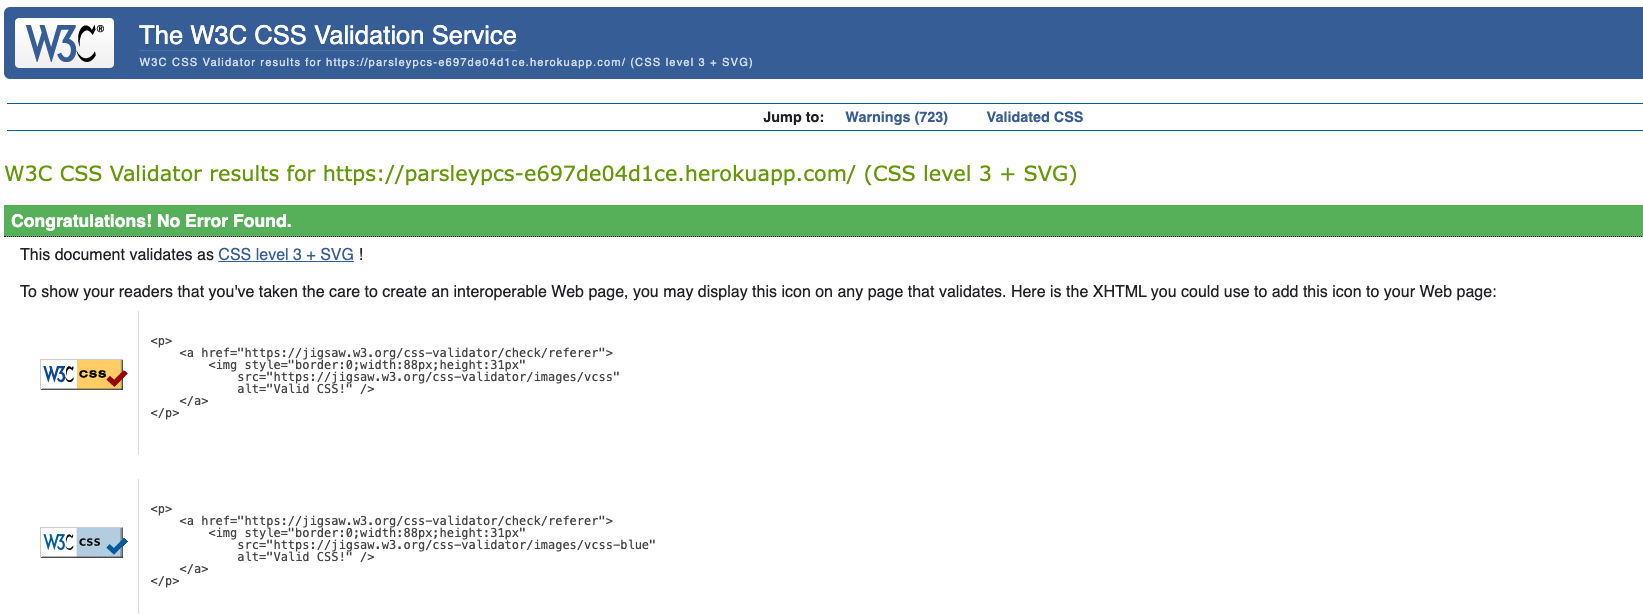 W3C®
The W3C CSS Validation Service
W3C CSS Validator results for https://parsleypcs-e697de04d1ce.herokuapp.com/ (CSS level 3 + SVG)
Jump to: Warnings (723) Validated CSS
W3C CSS Validator results for https://parsleypcs-e697de04d1ce.herokuapp.com/ (CSS level 3 + SVG)
Congratulations! No Error Found.
This document validates as CSS level 3 + SVG !
To show your readers that you've taken the care to create an interoperable Web page, you may display this icon on any page that validates. Here is the XHTML you could use to add this icon to your Web page:
W3C css
<p>
    <a href="https://jigsaw.w3.org/css-validator/check/referer">
        <img style="border:0;width:88px;height:31px"
            src="https://jigsaw.w3.org/css-validator/images/vcss"
            alt="Valid CSS!" />
    </a>
</p>
W3C css
<p>
    <a href="https://jigsaw.w3.org/css-validator/check/referer">
        <img style="border:0;width:88px;height:31px"
            src="https://jigsaw.w3.org/css-validator/images/vcss-blue"
            alt="Valid CSS!" />
    </a>
</p>